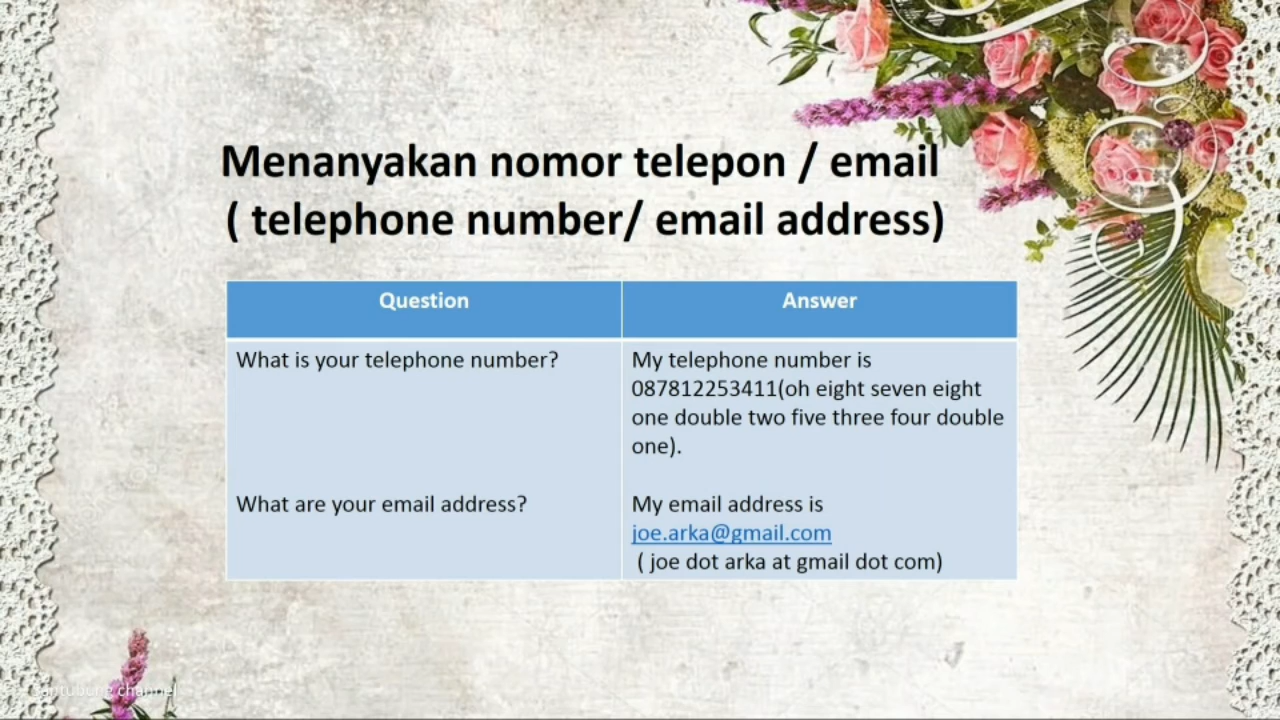 Menanyakan nomor telepon / email
( telephone number/ email address)
Question
Answer
What is your telephone number?
My telephone number is
087812253411(oh eight seven eight
one double two five three four double
one).
What are your email address?
My email address is
joe.arka@gmail.com
( joe dot arka at gmail dot com)
channel